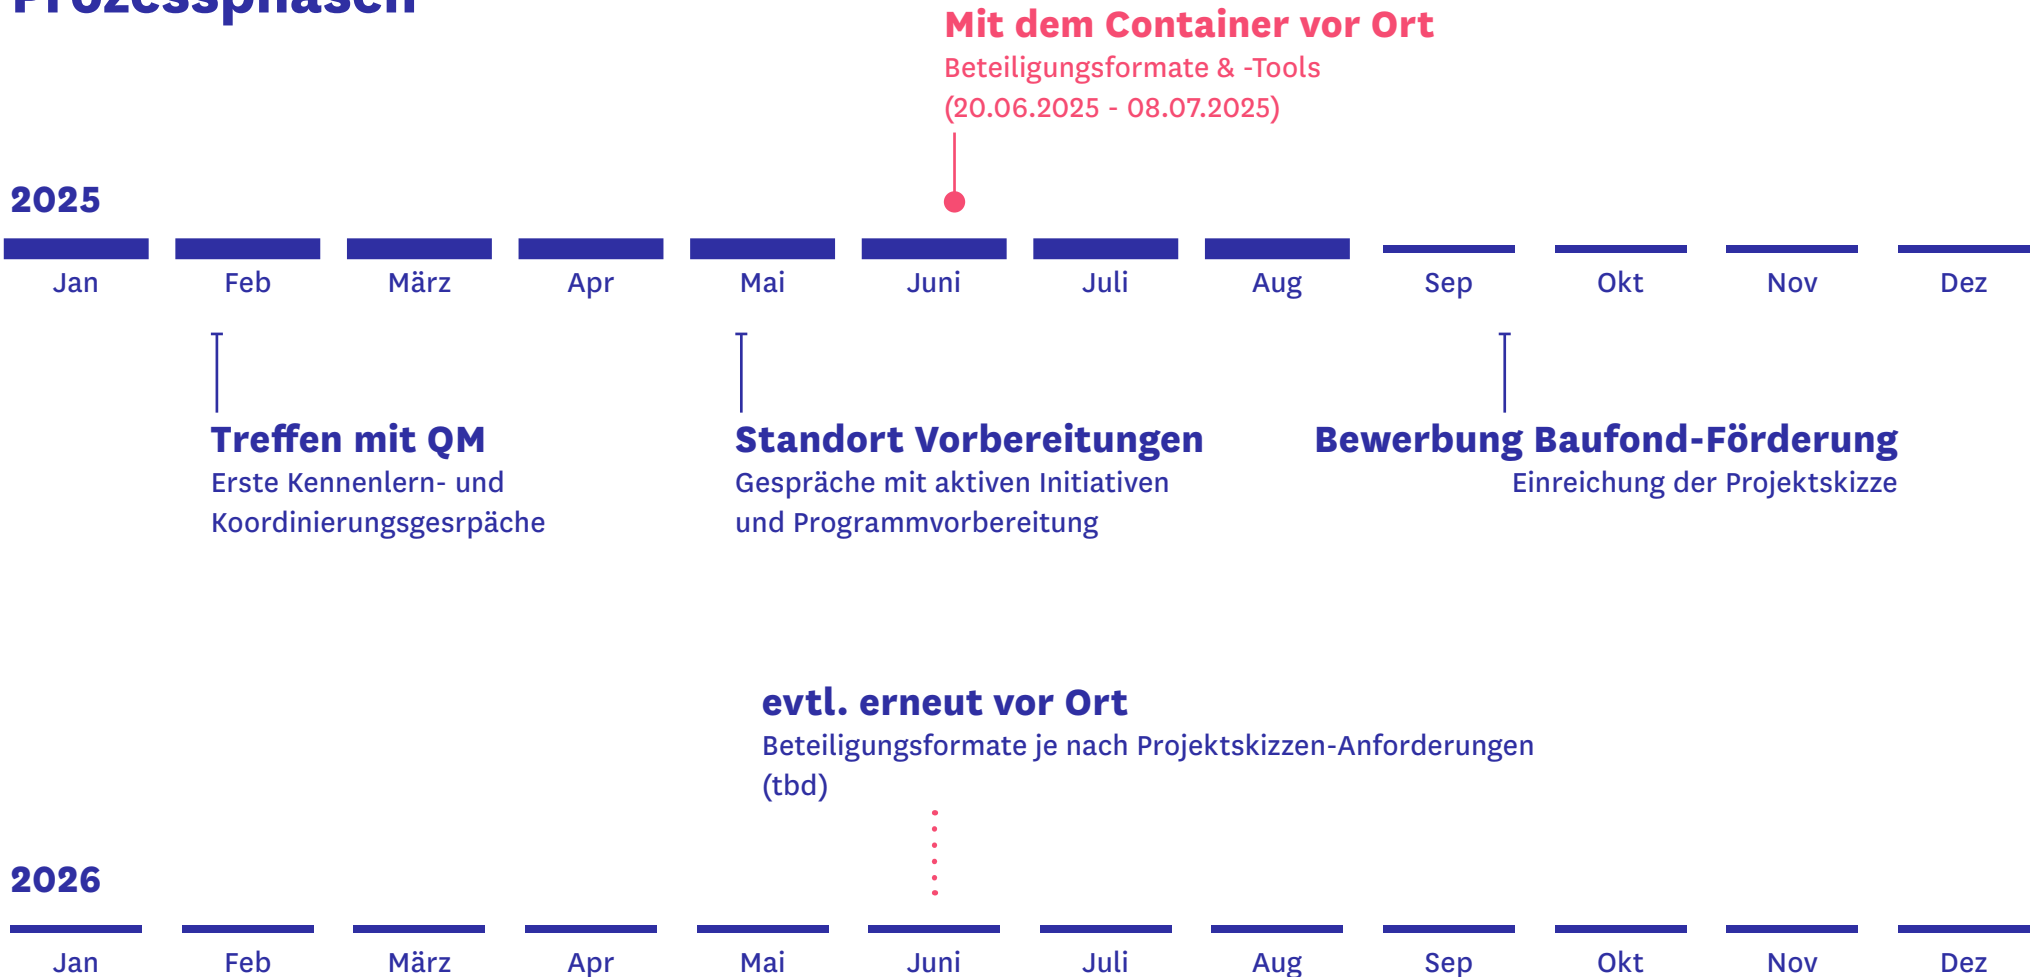 Prozessphasen
Mit dem Container vor Ort
Beteiligungsformate & -Tools
(20.06.2025 - 08.07.2025)
2025
Jan Feb März Apr Mai Juni Juli Aug Sep Okt Nov Dez
Treffen mit QM
Erste Kennenlern- und
Koordinierungsgesrpäche
Standort Vorbereitungen
Gespräche mit aktiven Initiativen
und Programmvorbereitung
Bewerbung Baufond-Förderung
Einreichung der Projektskizze
evtl. erneut vor Ort
Beteiligungsformate je nach Projektskizzen-Anforderungen
(tbd)
2026
Jan Feb März Apr Mai Juni Juli Aug Sep Okt Nov Dez